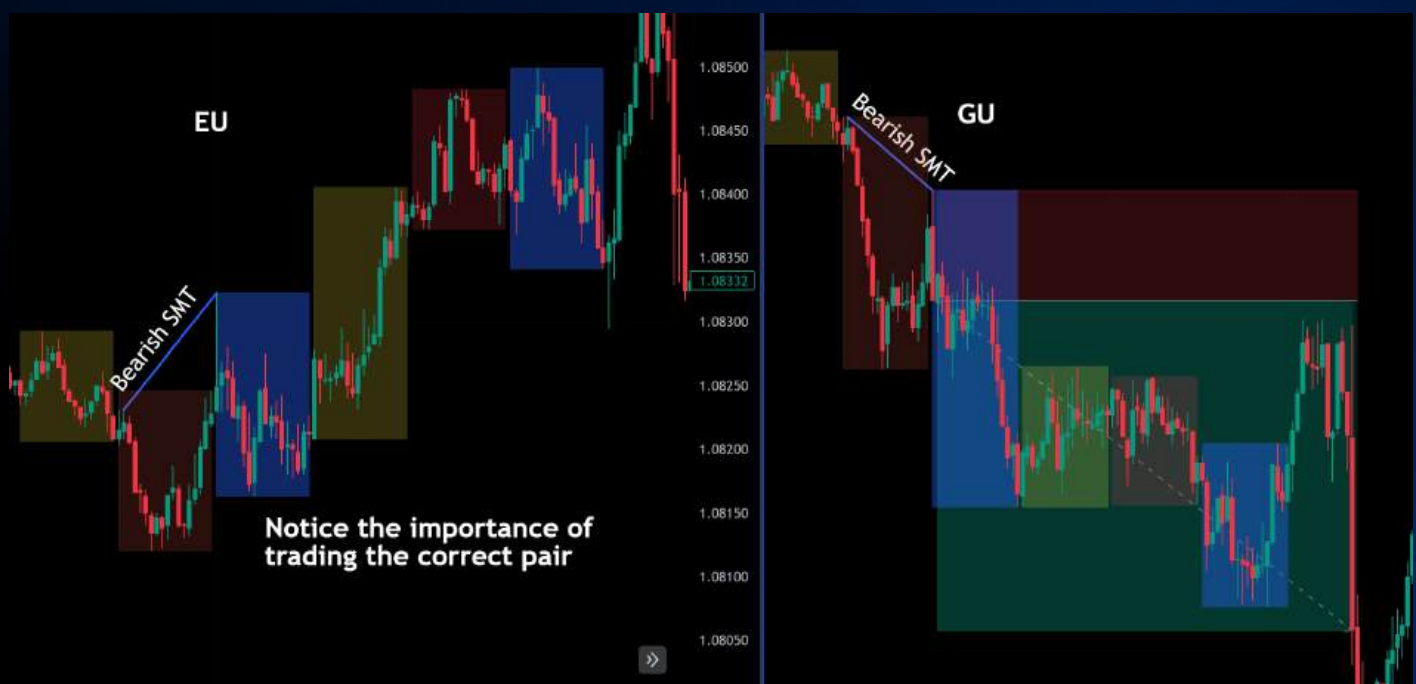 EU
Bearish SMT
Notice the importance of
trading the correct pair
1.08500
1.08450
1.08400
1.08350
1.08332
1.08300
1.08250
1.08200
1.08150
1.08100
1.08050
GU
Bearish SMT